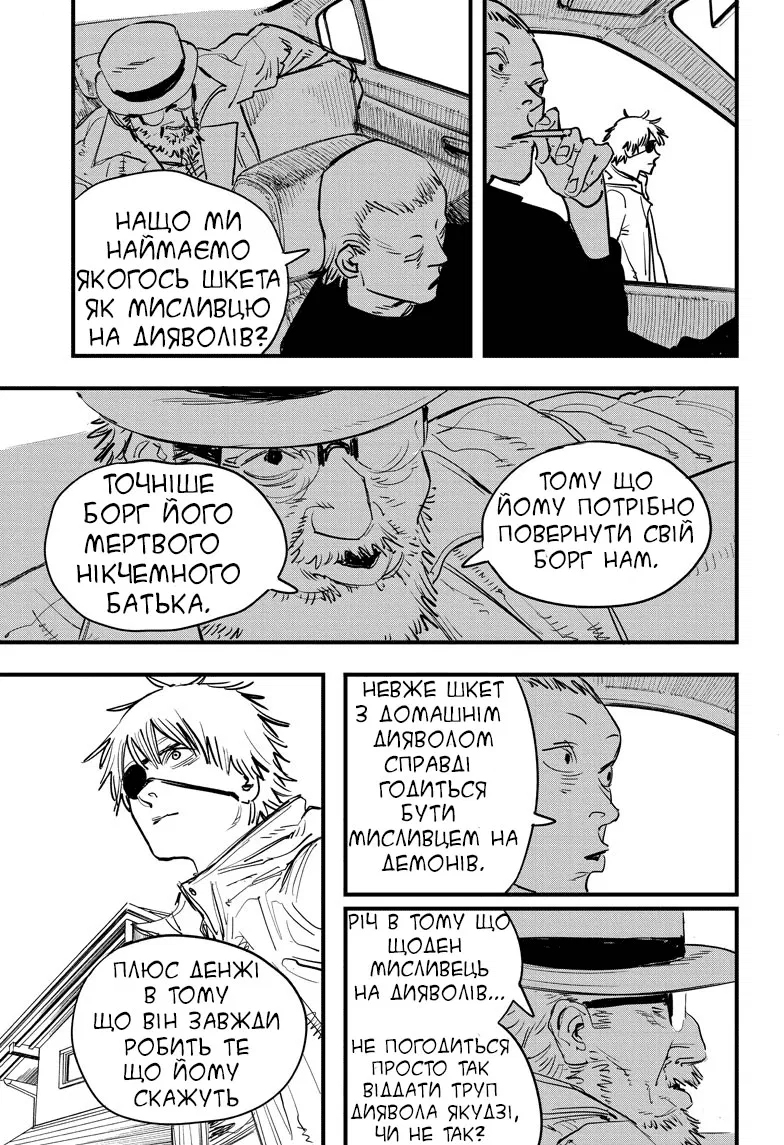 НАЩО МИ
НАЙМАЄМО
ЯКОГОСЬ ШКЕТА
ЯК МИСЛИВЦЮ
НА ДИЯВОЛІВ?
ТОМУ ЩО
ЙОМУ ПОТРІБНО
ПОВЕРНУТИ СВІЙ
БОРГ НАМ.
ТОЧНІШЕ
БОРГ ЙОГО
МЕРТВОГО
НІКЧЕМНОГО
БАТЬКА.
НЕВЖЕ ШКЕТ
З ДОМАШНІМ
ДИЯВОЛОМ
СПРАВДІ
ГОДИТЬСЯ
БУТИ
МИСЛИВЦЕМ НА
ДЕМОНІВ.
РІЧ В ТОМУ ЩО
ЩОДЕН
МИСЛИВЕЦЬ
НА ДИЯВОЛІВ...
НЕ ПОГОДИТЬСЯ
ПРОСТО ТАК
ВІДДАТИ ТРУП
ДИЯВОЛА ЯКУДЗІ,
ЧИ НЕ ТАК?
ПЛЮС ДЕНЖІ
В ТОМУ
ЩО ВІН ЗАВЖДИ
РОБИТЬ ТЕ
ЩО ЙОМУ
СКАЖУТЬ